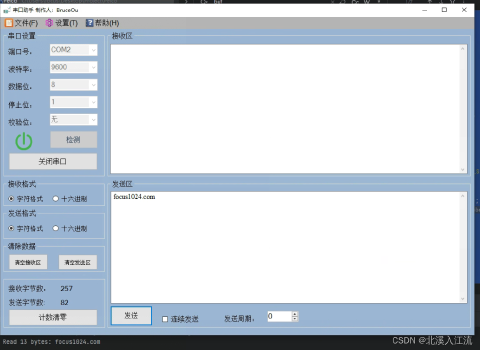 串口助手 制作人：BruceOu
文件(F) 设置(T) 帮助(H)
串口设置
端口号： COM2
波特率： 9600
数据位： 8
停止位： 1
校验位： 无
检测
关闭串口
接收格式
字符格式 十六进制
发送格式
字符格式 十六进制
清除数据
清空接收区 清空发送区
接收字节数： 257
发送字节数： 82
计数清零
接收区
发送区
focus1024.com
发送 连续发送 发送周期： 0
Read 13 bytes: focus1024.com
CSDN @北溪入江流